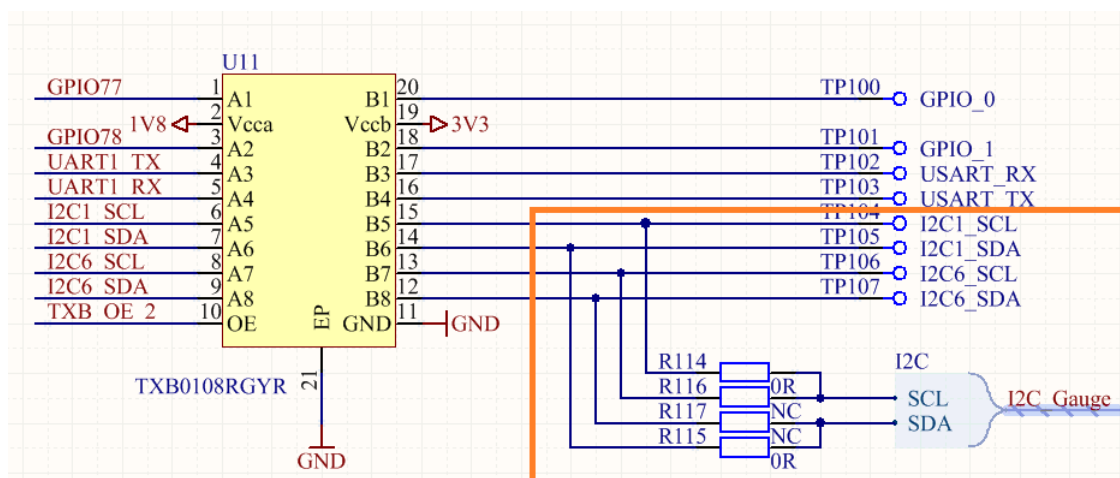 U11
GPIO77 1 A1 B1 20 TP100 GPIO_0
1V8 2 Vcca Vccb 19 3V3
GPIO78 3 A2 B2 18 TP101 GPIO_1
UART1_TX 4 A3 B3 17 TP102 USART_RX
UART1_RX 5 A4 B4 16 TP103 USART_TX
I2C1_SCL 6 A5 B5 15 TP104 I2C1_SCL
I2C1_SDA 7 A6 B6 14 TP105 I2C1_SDA
I2C6_SCL 8 A7 B7 13 TP106 I2C6_SCL
I2C6_SDA 9 A8 B8 12 TP107 I2C6_SDA
TXB_OE_2 10 OE EP GND 11 GND
TXB0108RGYR 21
GND
R114 0R I2C
R116 NC SCL I2C_Gauge
R117 NC SDA
R115 0R